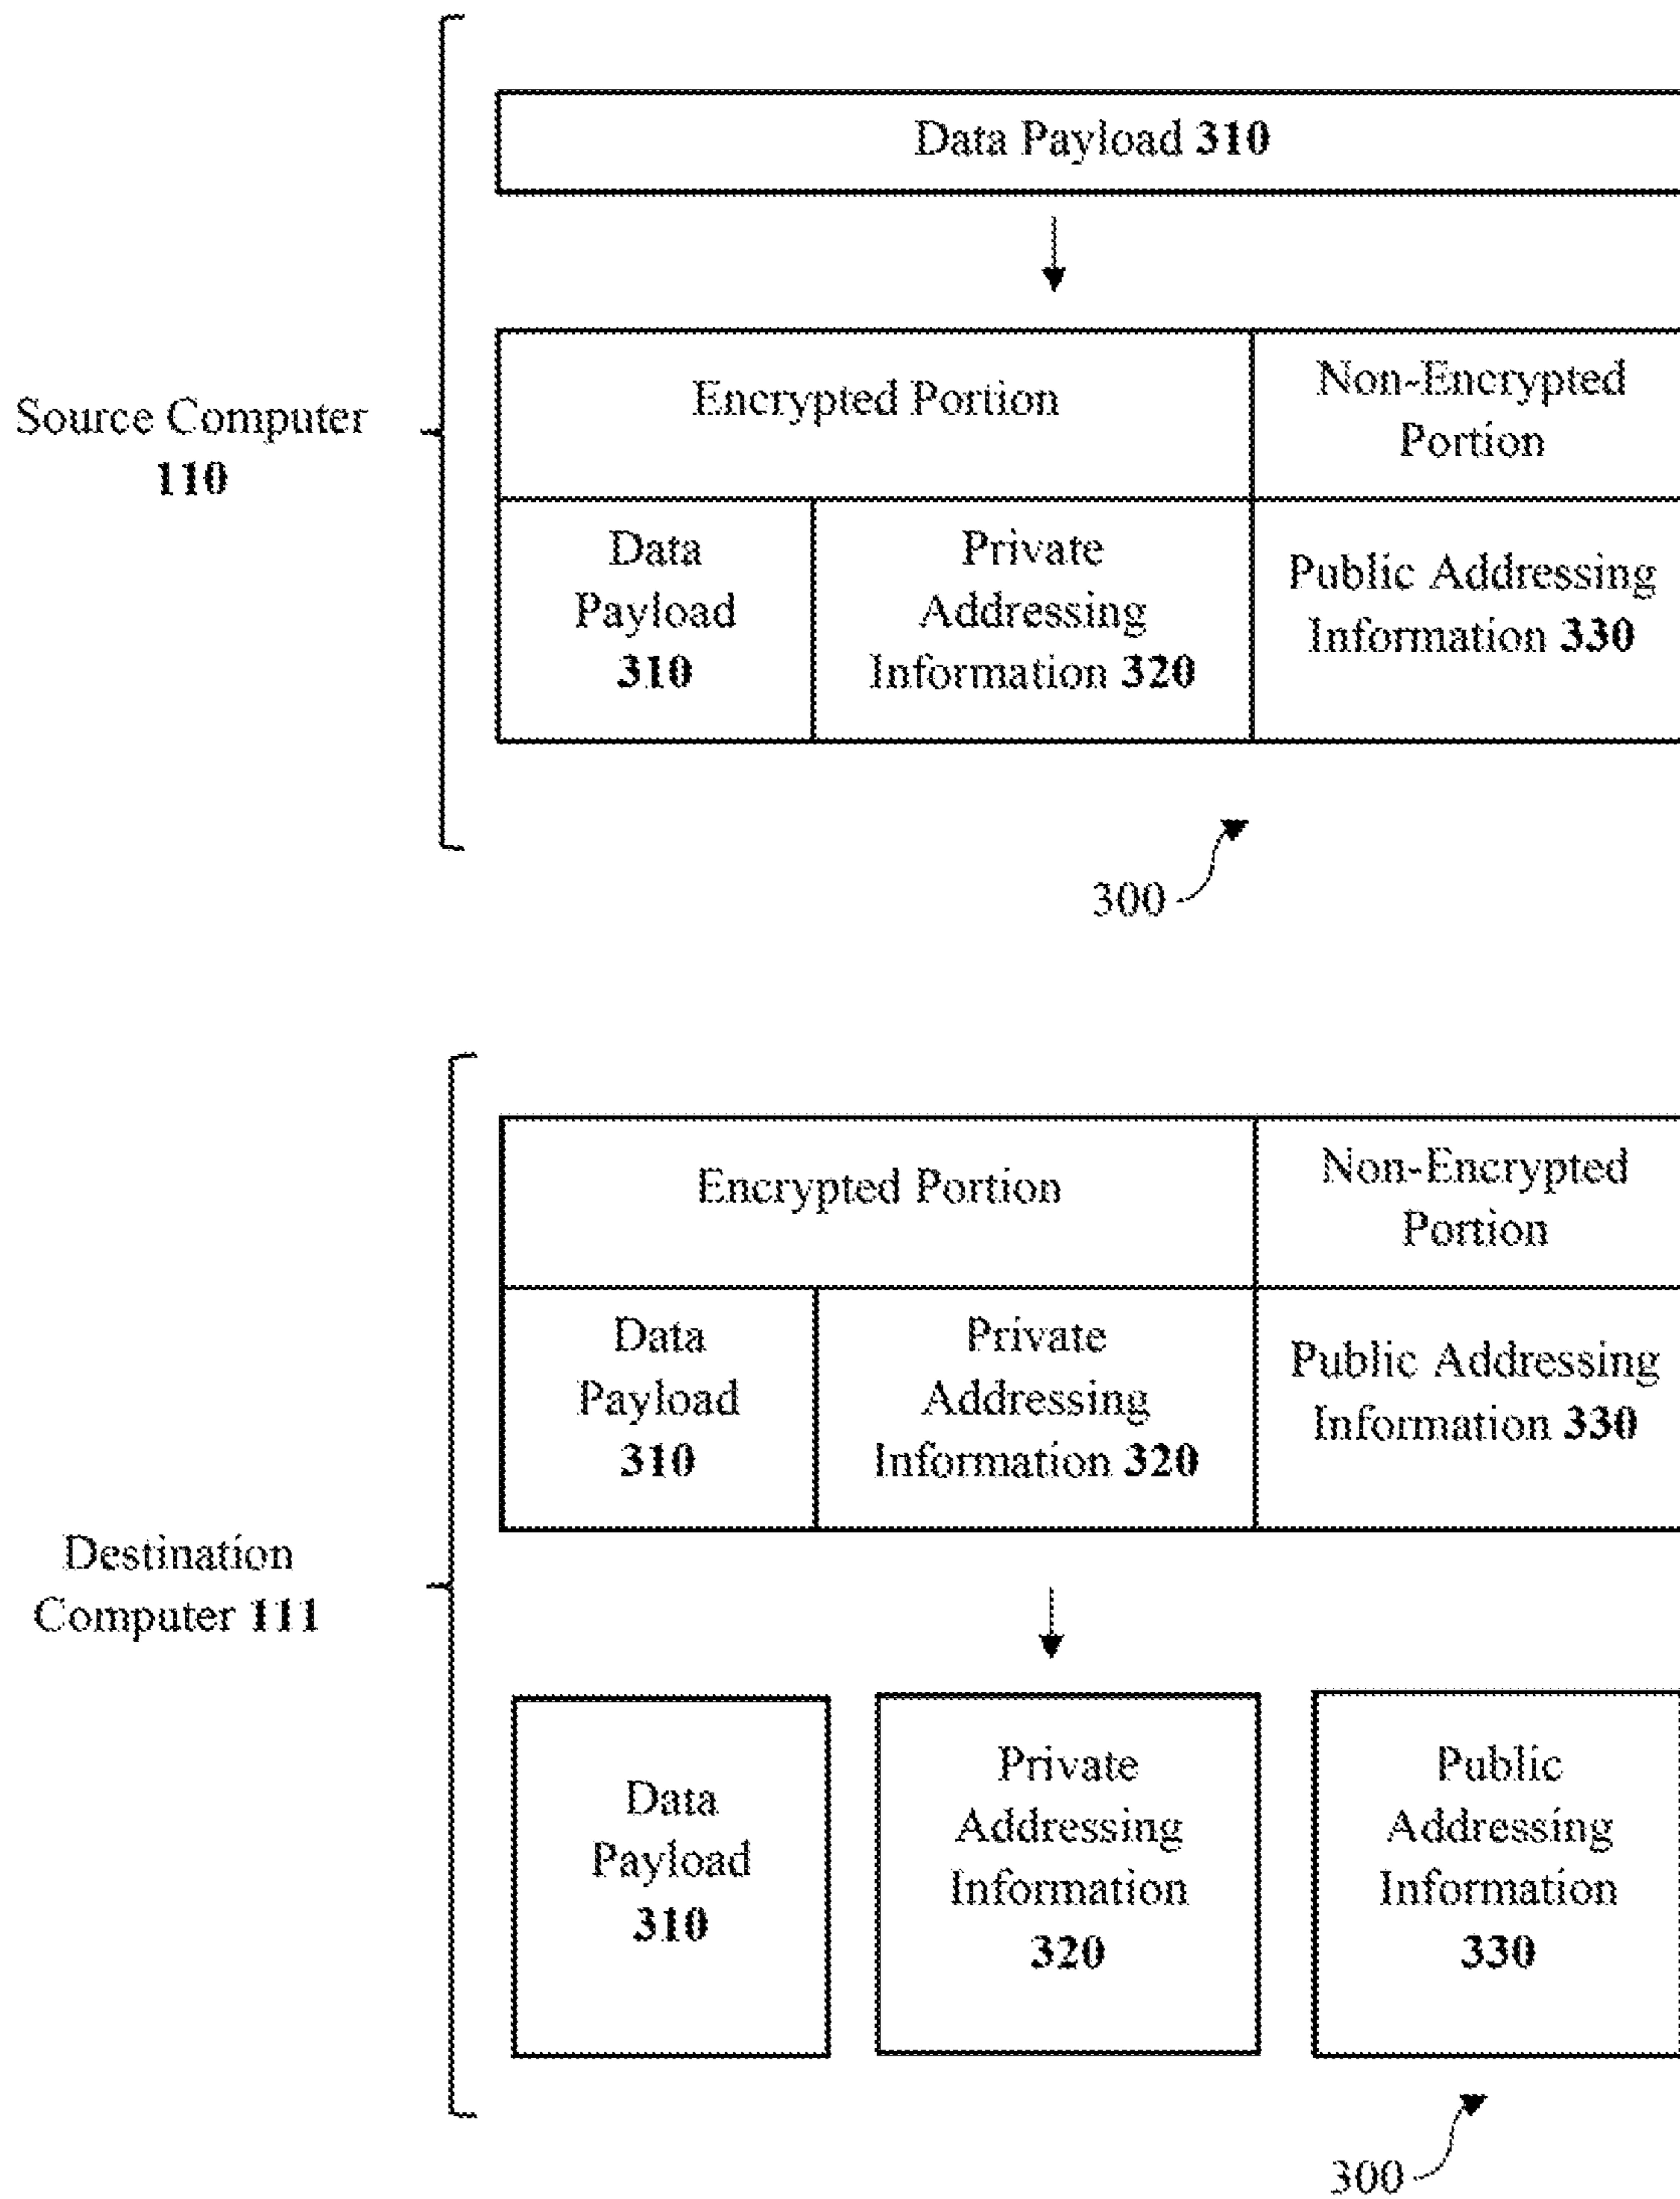 Data Payload 310
Source Computer
110
Encrypted Portion
Non-Encrypted
Portion
Data
Payload
310
Private
Addressing
Information 320
Public Addressing
Information 330
300
Destination
Computer 111
Encrypted Portion
Non-Encrypted
Portion
Data
Payload
310
Private
Addressing
Information 320
Public Addressing
Information 330
Data
Payload
310
Private
Addressing
Information
320
Public
Addressing
Information
330
300